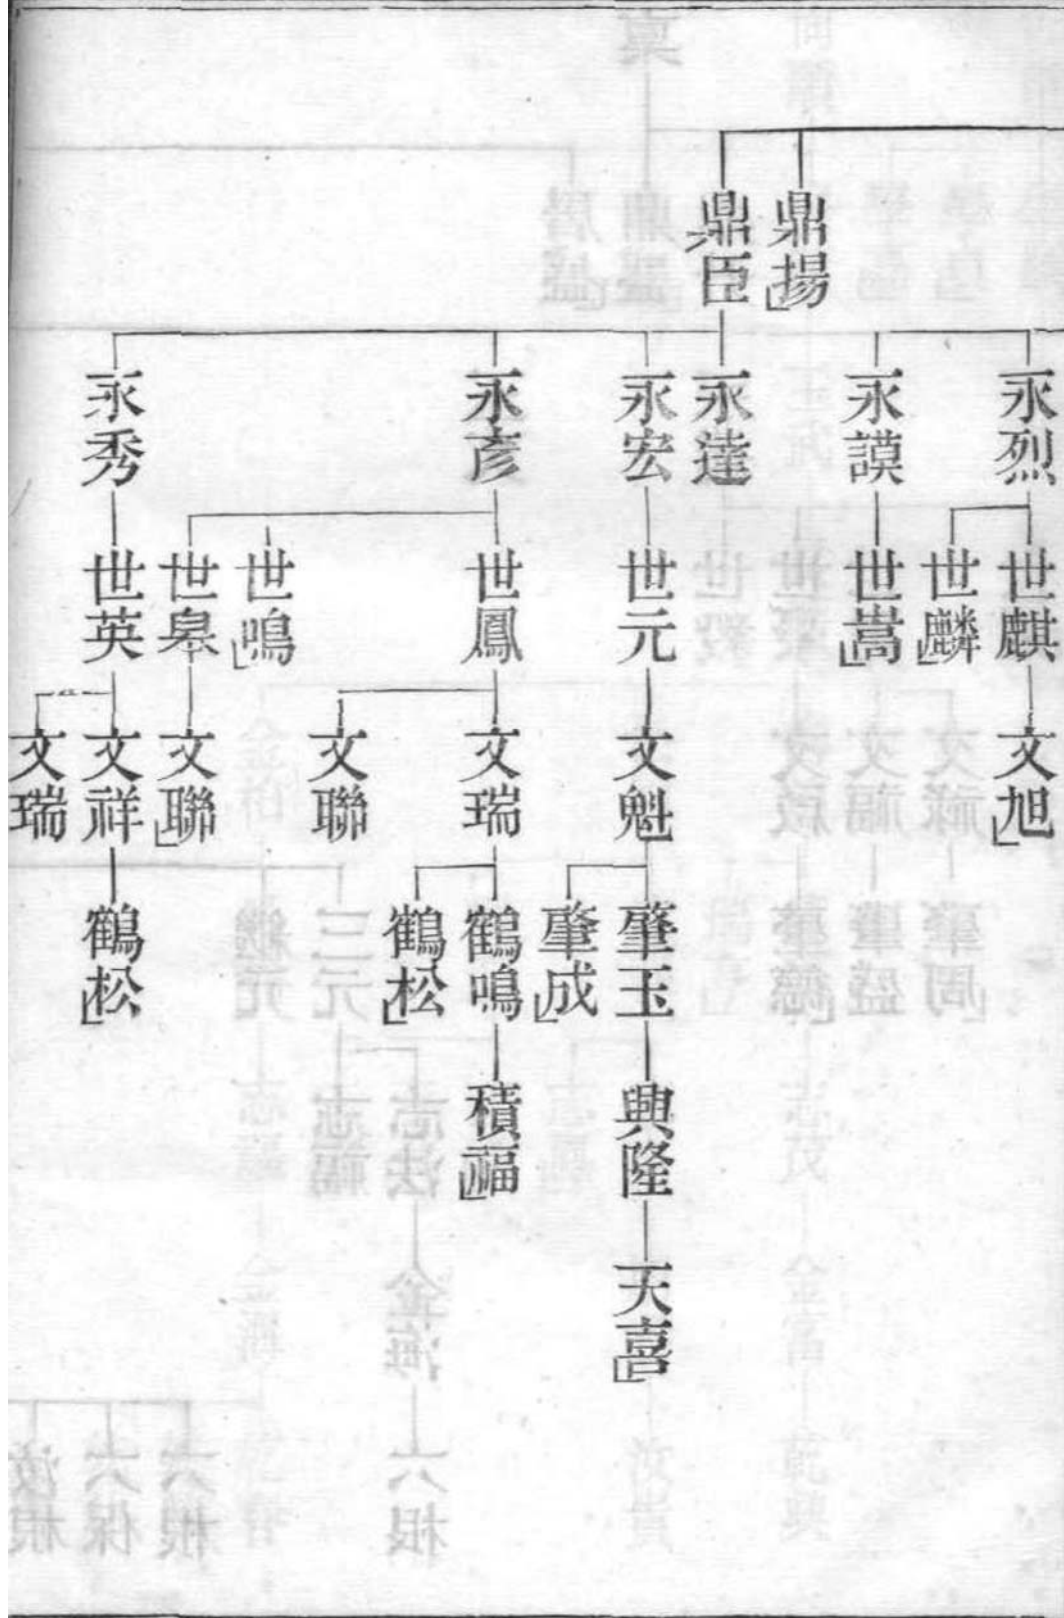 鼎揚
鼎臣
永烈
永謨
永達
永宏
永彥
永秀
世麒
世麟
世嵩
世元
世鳳
世鳴
世皋
世英
文旭
文魁
文瑞
文聯
文聯
文祥
文瑞
肇玉
肇成
鶴鳴
鶴松
鶴松
興隆
積福
天喜